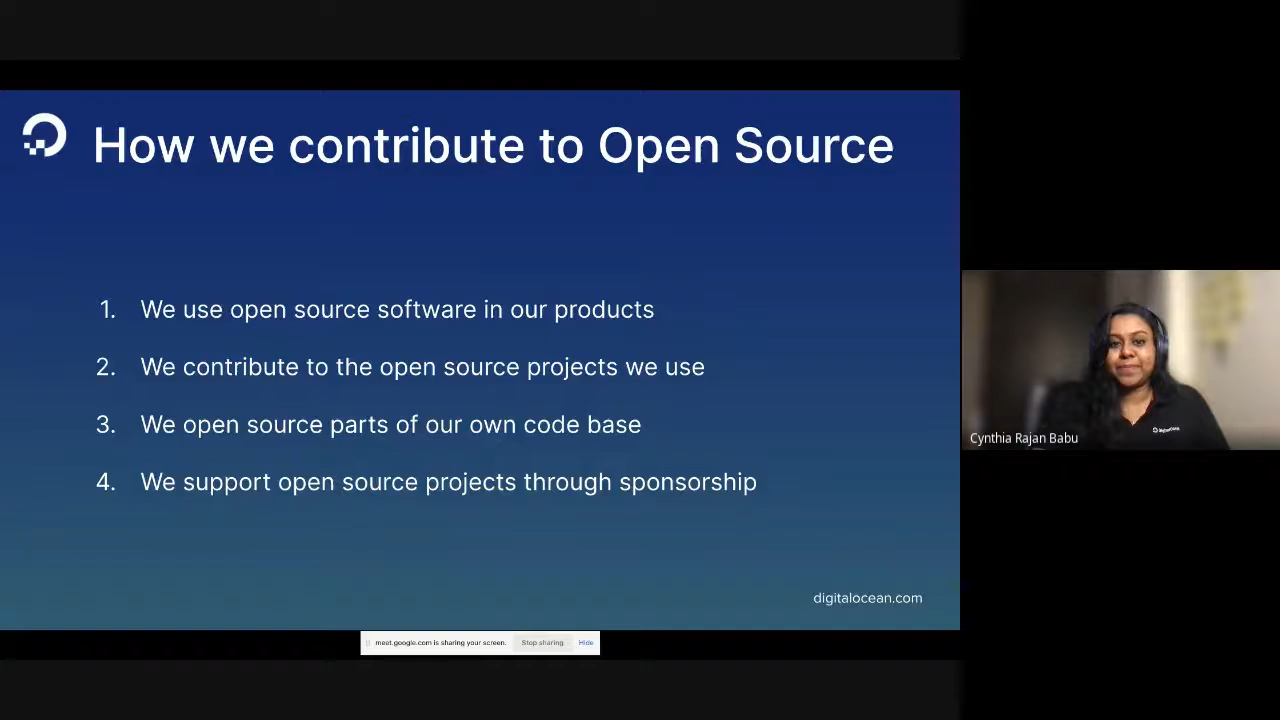 How we contribute to Open Source
1. We use open source software in our products
2. We contribute to the open source projects we use
3. We open source parts of our own code base
4. We support open source projects through sponsorship
digitalocean.com
meet.google.com is sharing your screen. Stop sharing Hide
DigitalOcean
Cynthia Rajan Babu